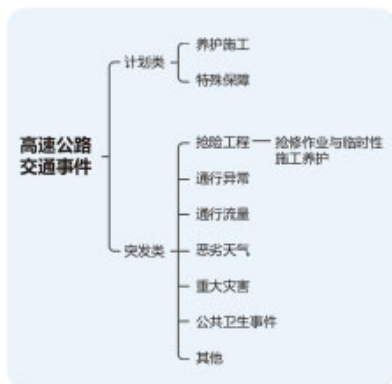 高速公路
交通事件
计划类
养护施工
特殊保障
突发类
抢险工程
抢修作业与临时性
施工养护
通行异常
通行流量
恶劣天气
重大灾害
公共卫生事件
其他